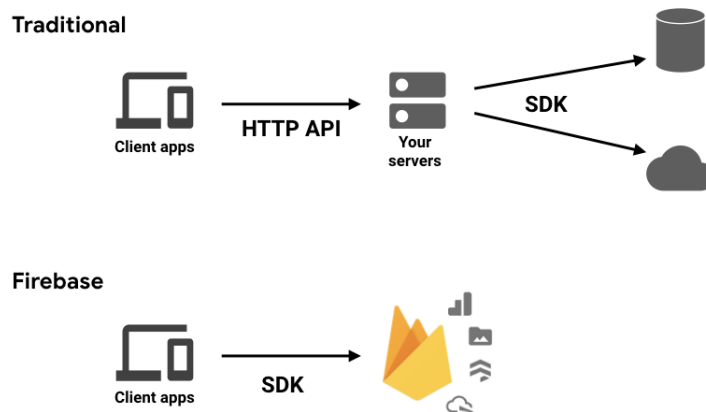 Traditional
SDK
HTTP API
Client apps
Your
servers
Firebase
SDK
Client apps